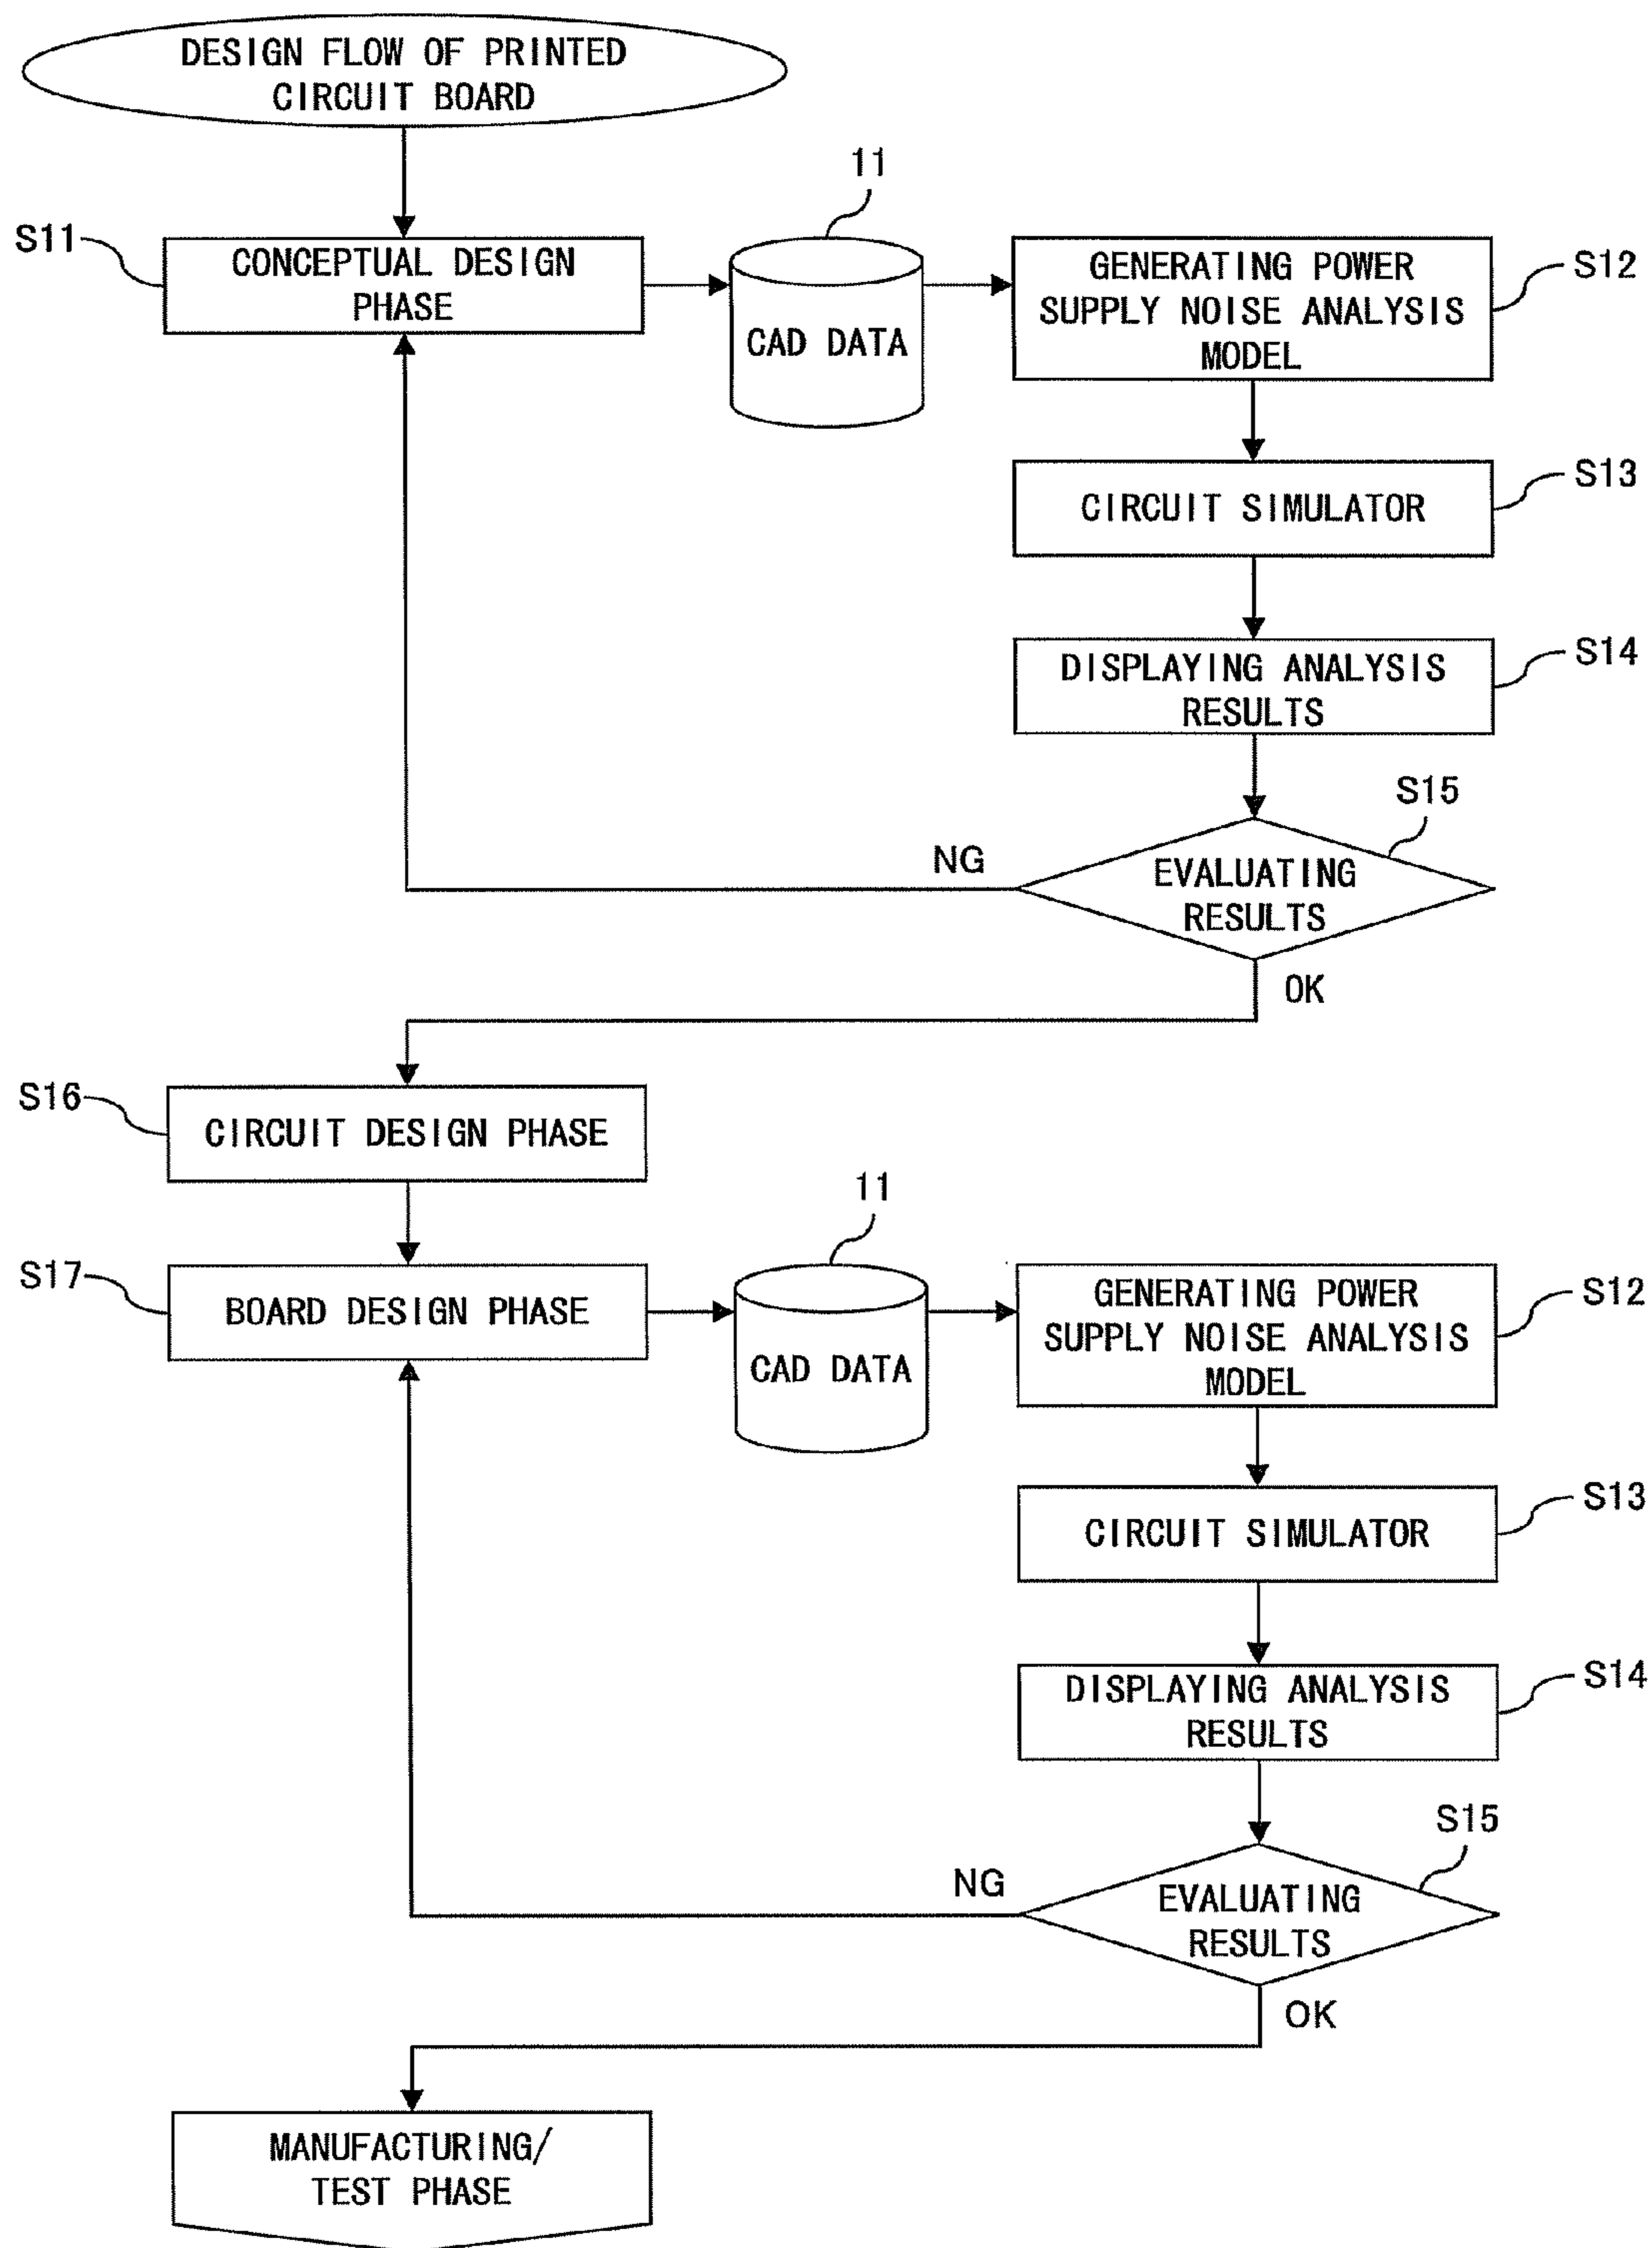 DESIGN FLOW OF PRINTED
CIRCUIT BOARD
11
S11
CONCEPTUAL DESIGN
PHASE
CAD DATA
GENERATING POWER
SUPPLY NOISE ANALYSIS
MODEL
S12
CIRCUIT SIMULATOR
S13
DISPLAYING ANALYSIS
RESULTS
S14
S15
NG
EVALUATING
RESULTS
OK
S16
CIRCUIT DESIGN PHASE
11
S17
BOARD DESIGN PHASE
CAD DATA
GENERATING POWER
SUPPLY NOISE ANALYSIS
MODEL
S12
CIRCUIT SIMULATOR
S13
DISPLAYING ANALYSIS
RESULTS
S14
S15
NG
EVALUATING
RESULTS
OK
MANUFACTURING/
TEST PHASE